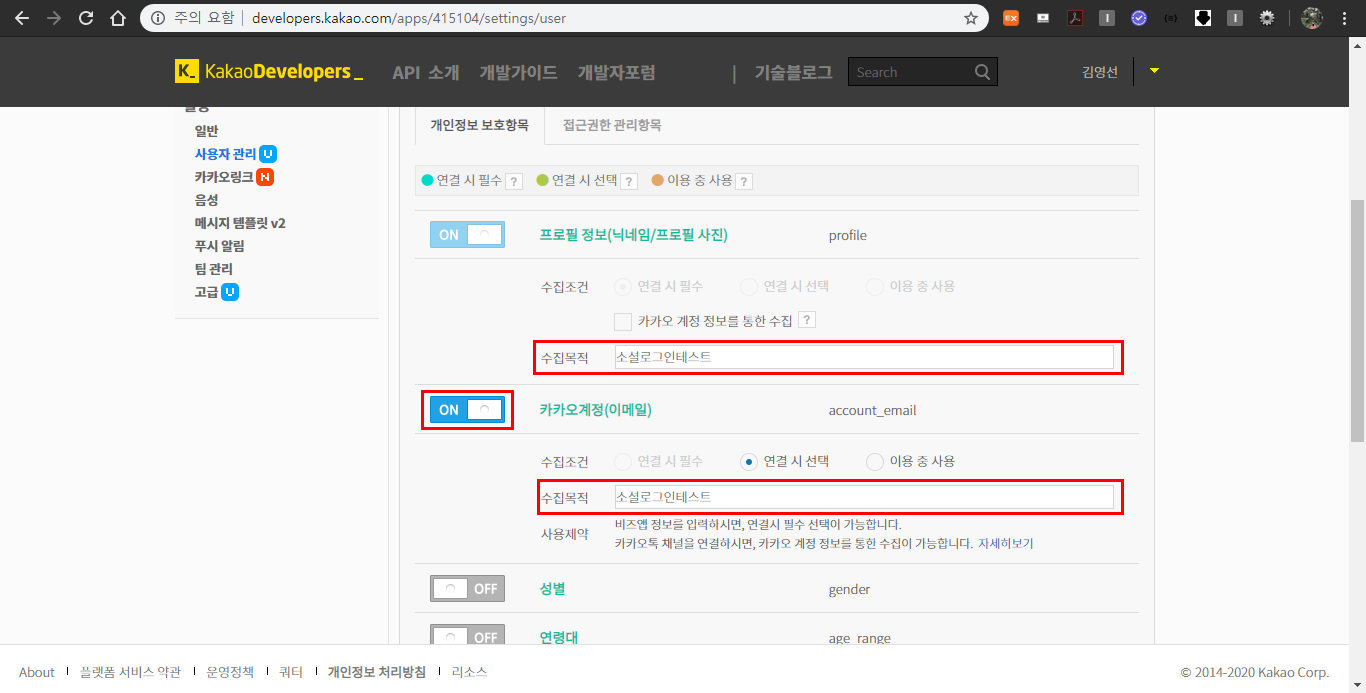 주의 요함 developers.kakao.com/apps/415104/settings/user
K_ KakaoDevelopers_ API 소개 개발가이드 개발자포럼 | 기술블로그 Search 김영선
일반
사용자 관리 U
카카오링크 N
음성
메시지 템플릿 v2
푸시 알림
팀 관리
고급 U
개인정보 보호항목 접근권한 관리항목
연결 시 필수 ? 연결 시 선택 ? 이용 중 사용 ?
ON 프로필 정보(닉네임/프로필 사진) profile
수집조건 연결 시 필수 연결 시 선택 이용 중 사용
카카오 계정 정보를 통한 수집 ?
수집목적 소셜로그인테스트
ON 카카오계정(이메일) account_email
수집조건 연결 시 필수 연결 시 선택 이용 중 사용
수집목적 소셜로그인테스트
사용제약 비즈앱 정보를 입력하시면, 연결시 필수 선택이 가능합니다.
카카오톡 채널을 연결하시면, 카카오 계정 정보를 통한 수집이 가능합니다. 자세히보기
OFF 성별 gender
OFF 연령대 age_range
About 플랫폼 서비스 약관 운영정책 쿼터 개인정보 처리방침 리소스 © 2014-2020 Kakao Corp.